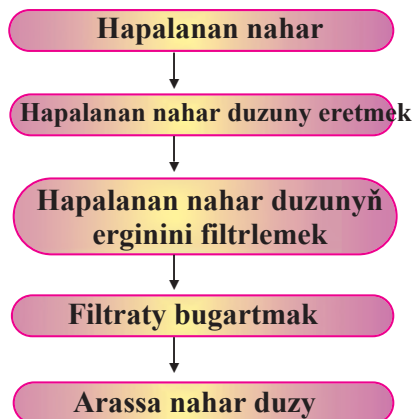 Hapalanan nahar
Hapalanan nahar duzuny eretmek
Hapalanan nahar duzunyň
erginini filtrlemek
Filtraty bugartmak
Arassa nahar duzy